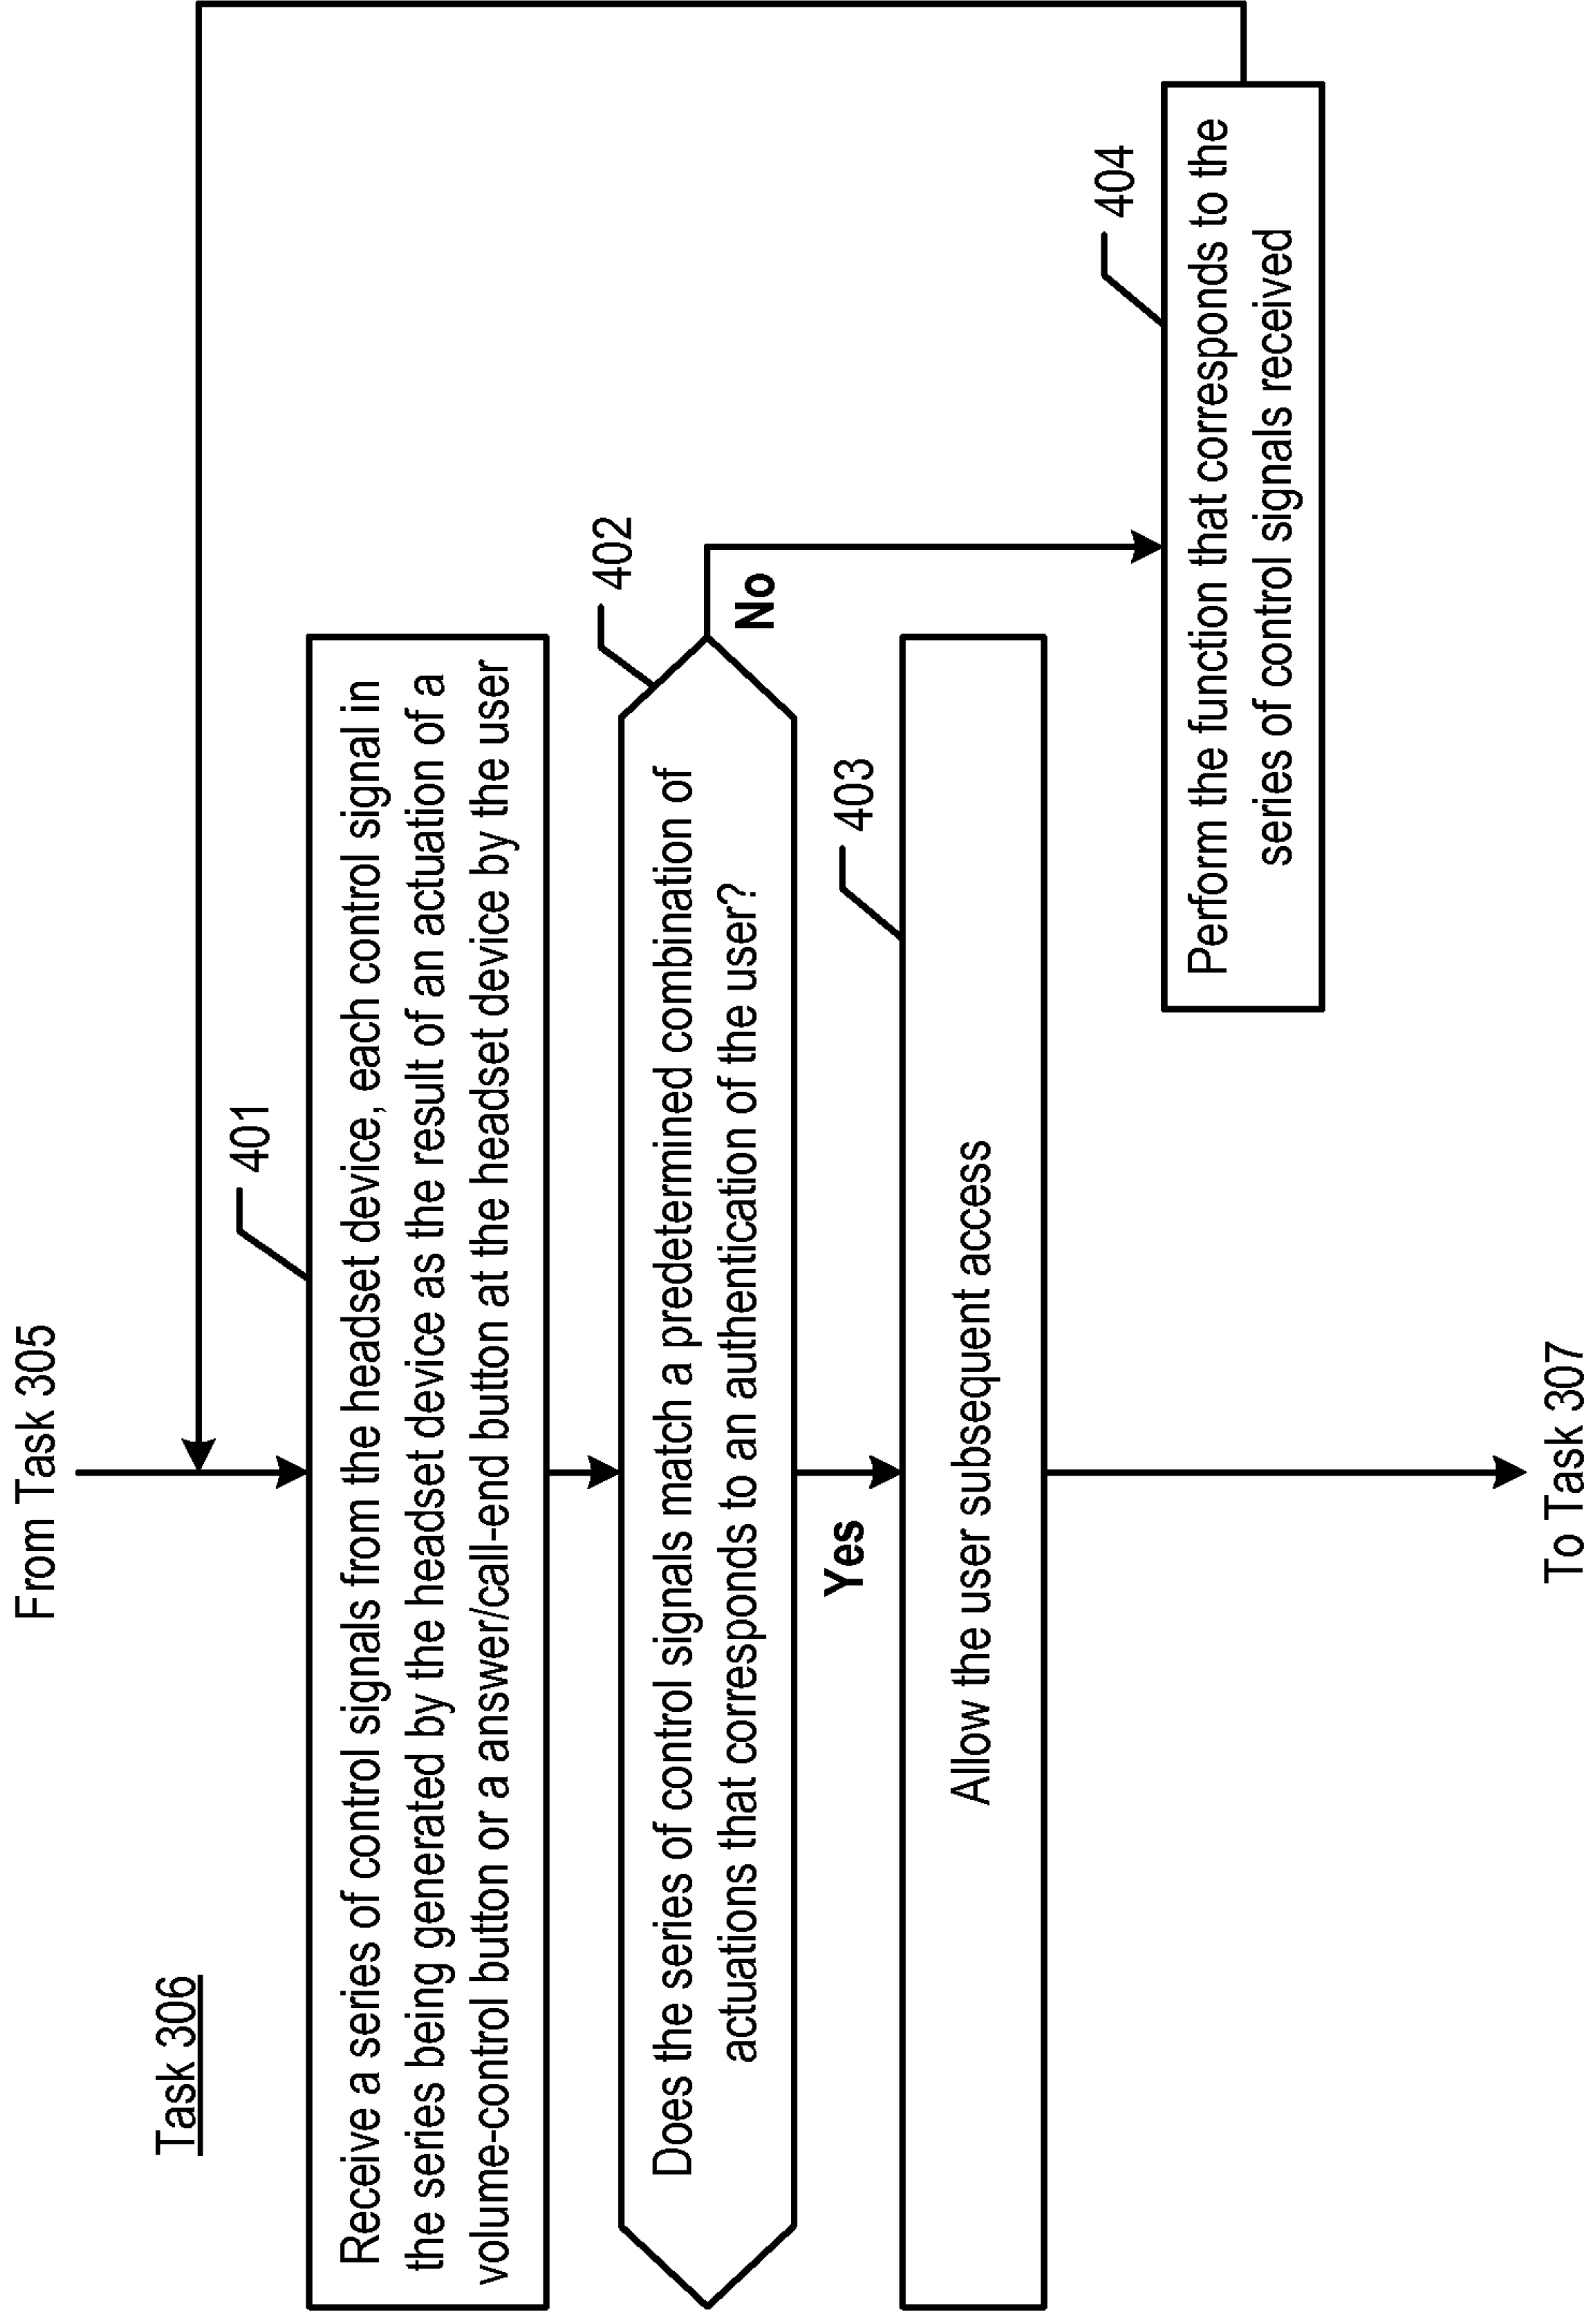 Task 306
From Task 305
401
Receive a series of control signals from the headset device, each control signal in
the series being generated by the headset device as the result of an actuation of a
volume-control button or a answer/call-end button at the headset device by the user
402
Does the series of control signals match a predetermined combination of
actuations that corresponds to an authentication of the user?
No
Yes
403
Allow the user subsequent access
404
Perform the function that corresponds to the
series of control signals received
To Task 307